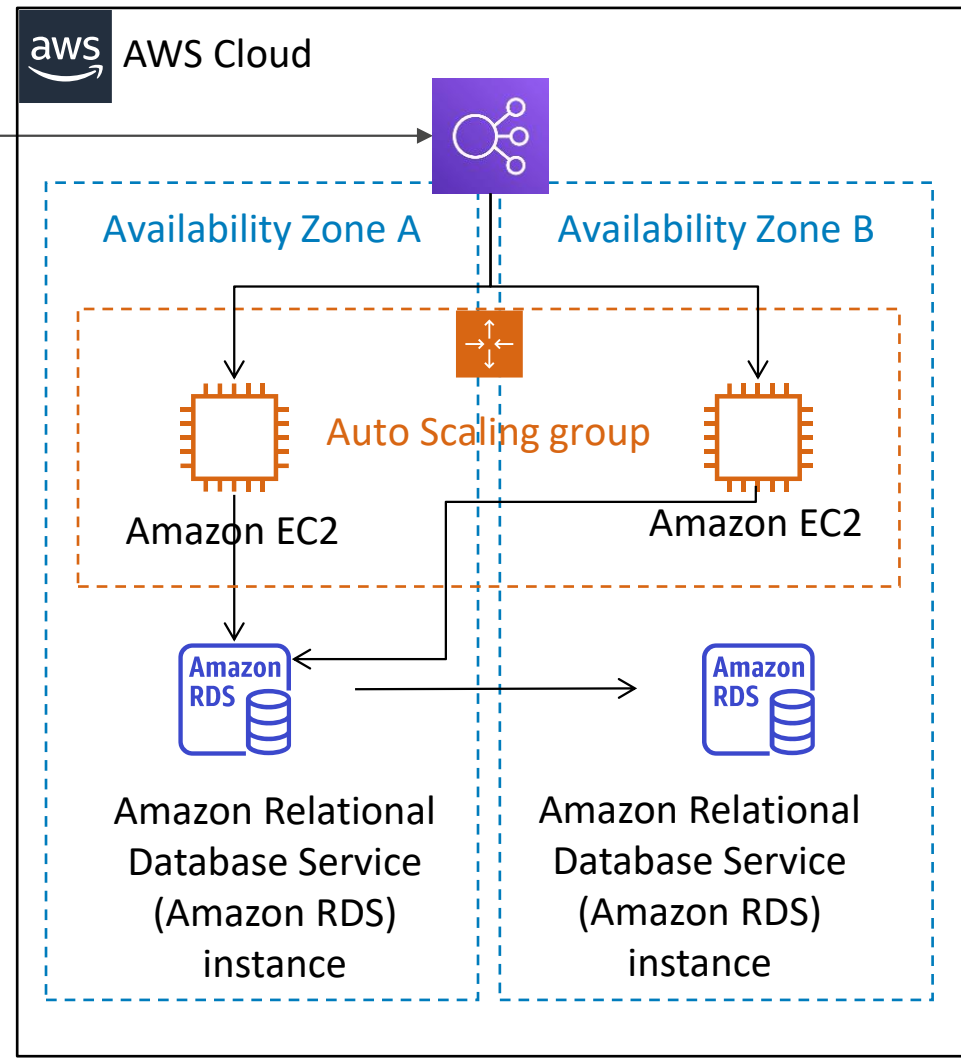 aws
AWS Cloud
Availability Zone A
Availability Zone B
Auto Scaling group
Amazon EC2
Amazon EC2
Amazon
RDS
Amazon
RDS
Amazon Relational
Database Service
(Amazon RDS)
instance
Amazon Relational
Database Service
(Amazon RDS)
instance